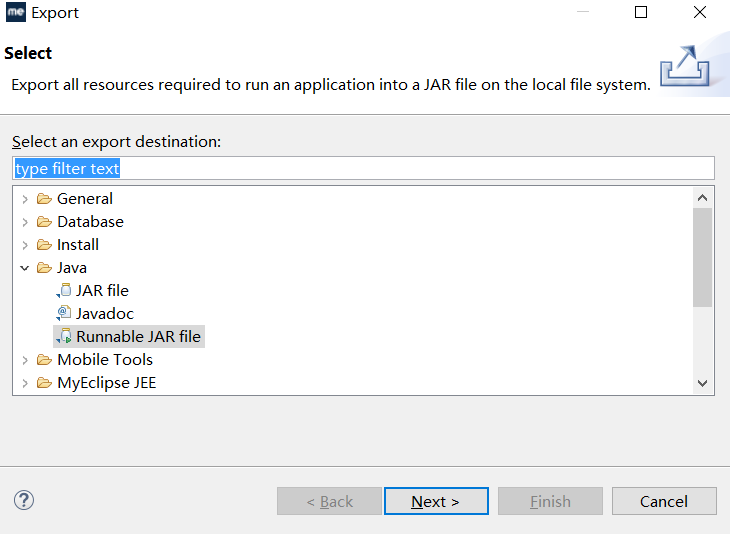 me Export
Select
Export all resources required to run an application into a JAR file on the local file system.
Select an export destination:
type filter text
General
Database
Install
Java
JAR file
@ Javadoc
Runnable JAR file
Mobile Tools
MyEclipse JEE
? < Back Next > Finish Cancel